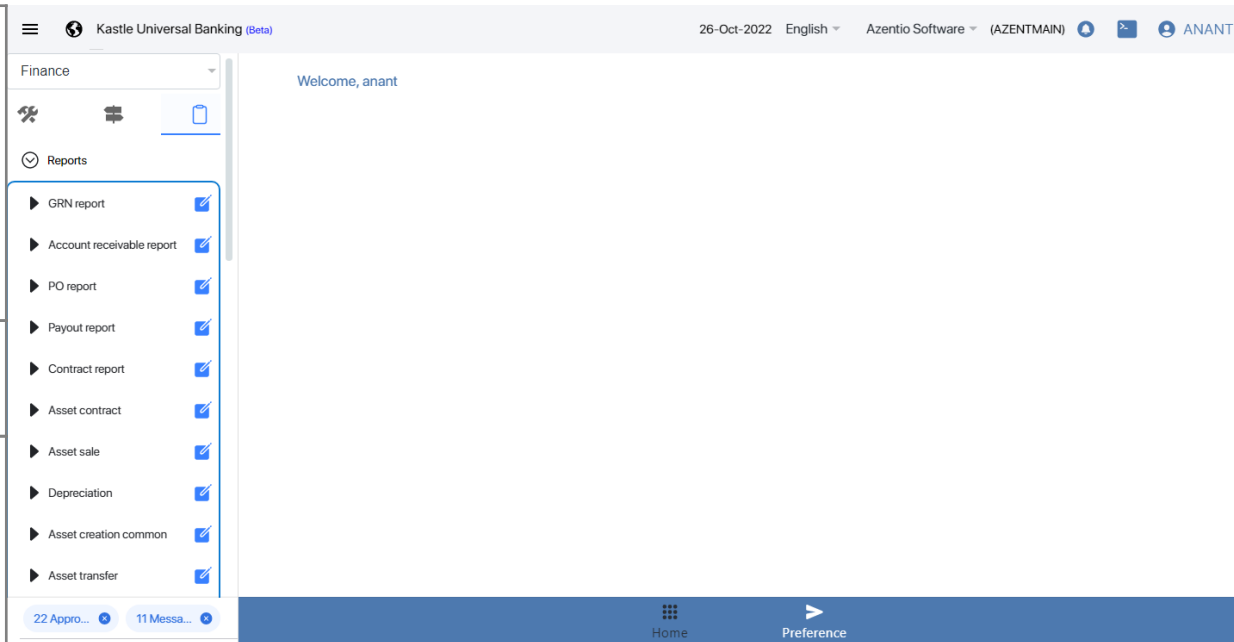 Kastle Universal Banking (Beta) 26-Oct-2022 English Azentio Software (AZENTMAIN) ANANT
Finance
Welcome, anant
Reports
GRN report
Account receivable report
PO report
Payout report
Contract report
Asset contract
Asset sale
Depreciation
Asset creation common
Asset transfer
22 Appro... 11 Messa...
Home Preference